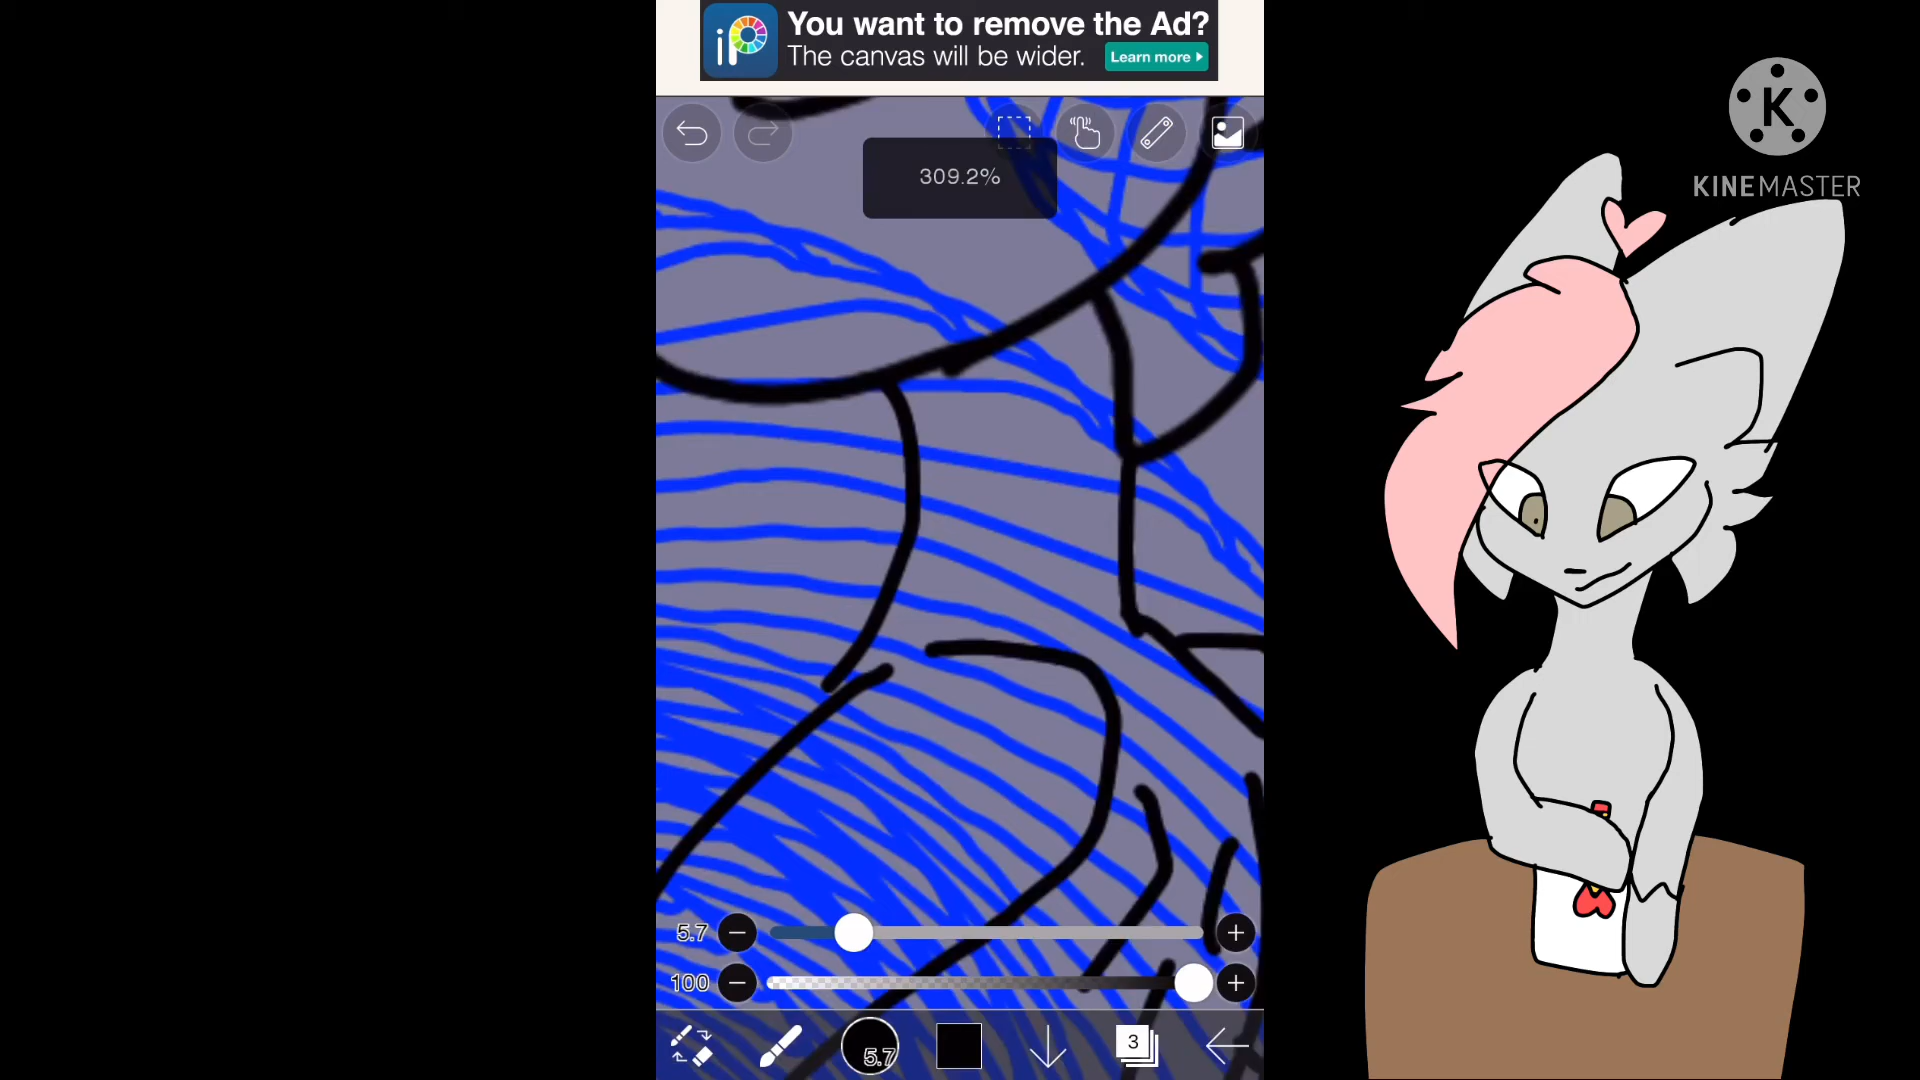 iP
You want to remove the Ad?
The canvas will be wider.
Learn more
309.2%
K
KINEMASTER
5.7
100
5.7
3